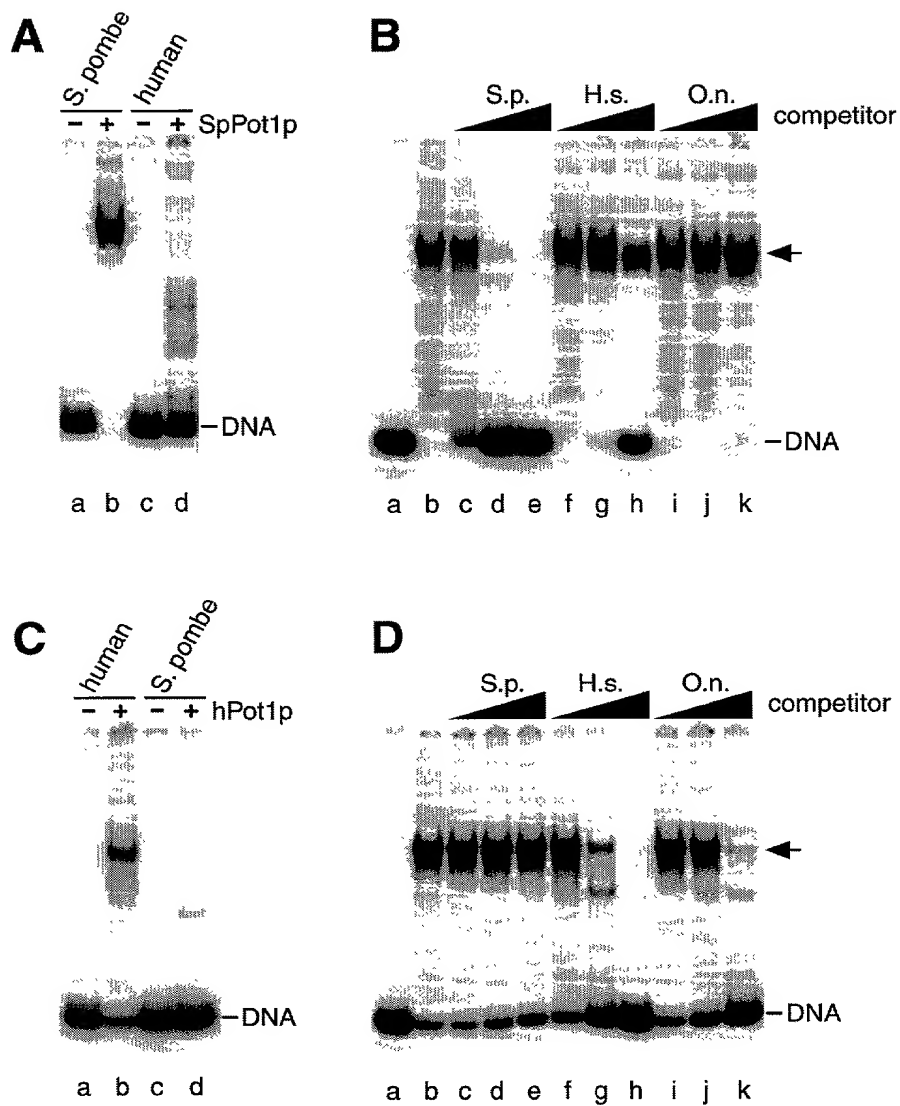 A
S. pombe
human
– + – + SpPot1p
–DNA
a b c d
B
S.p. H.s. O.n. competitor
–DNA
a b c d e f g h i j k
C
human
S. pombe
– + – + hPot1p
–DNA
a b c d
D
S.p. H.s. O.n. competitor
–DNA
a b c d e f g h i j k